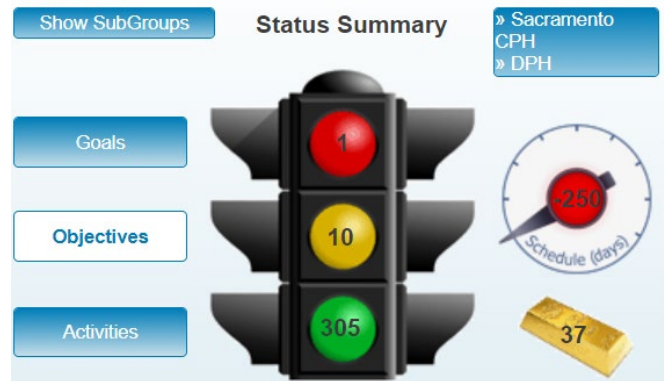 Show SubGroups
Status Summary
» Sacramento
CPH
» DPH
Goals
1
Objectives
10
-250
Schedule (days)
Activities
305
37